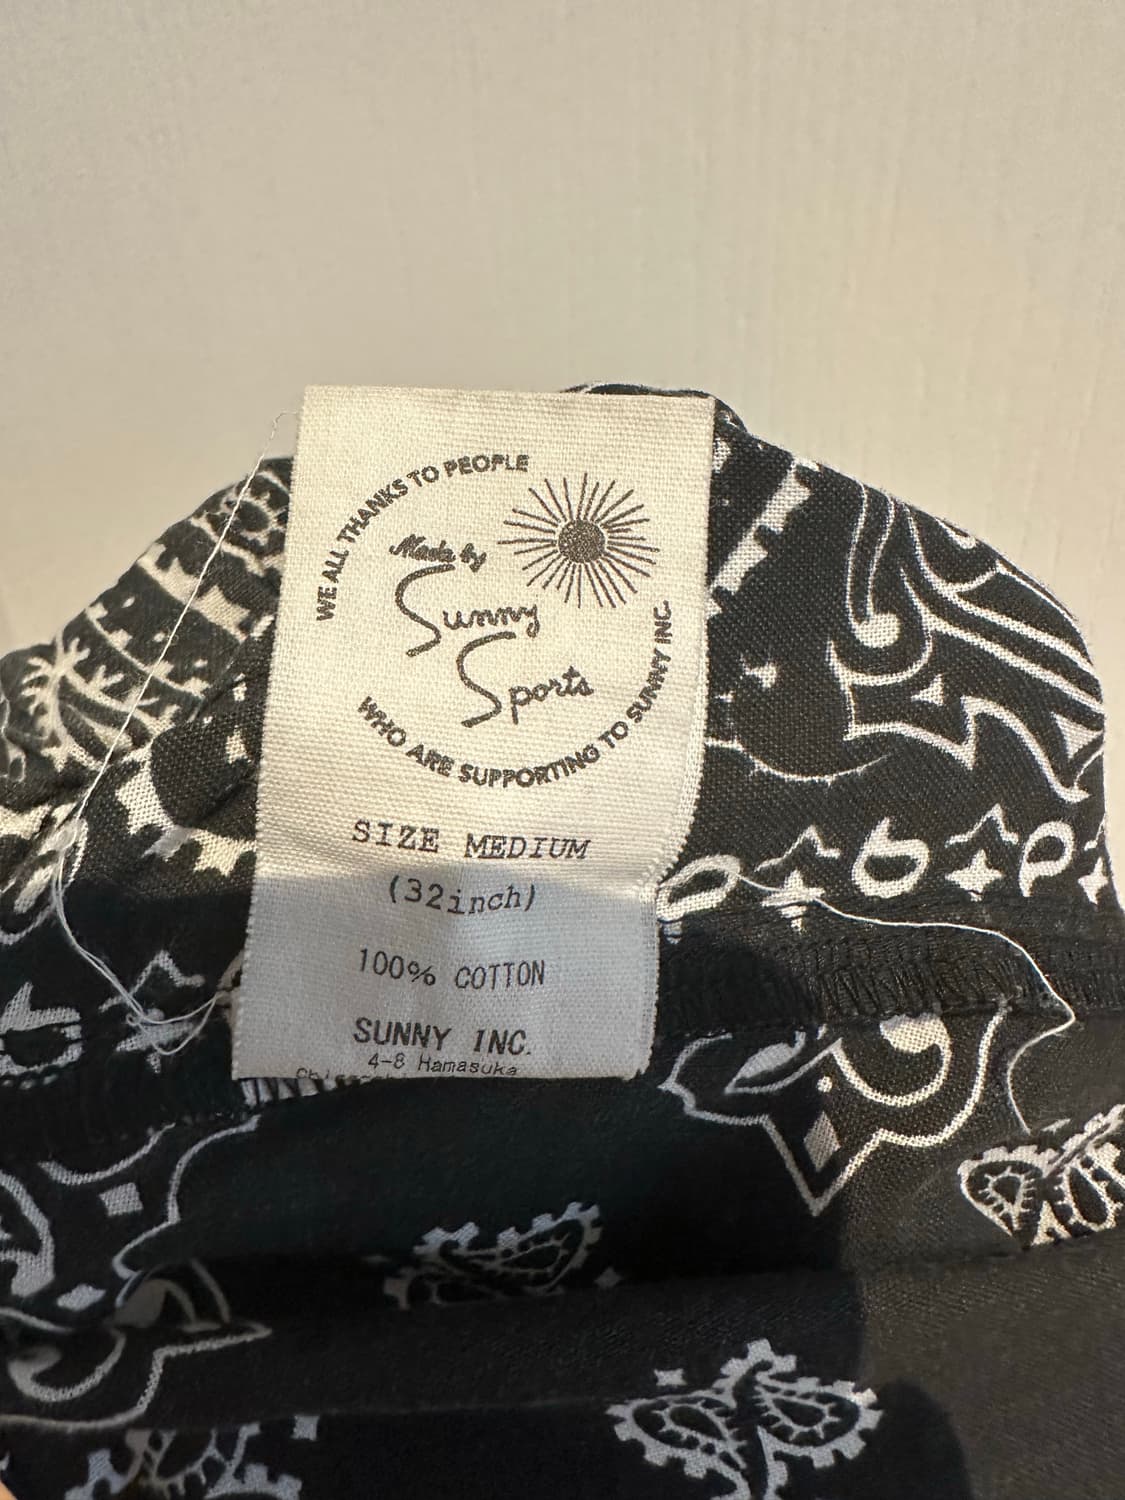 WE ALL THANKS TO PEOPLE
Made by
Sunny
Sports
WHO ARE SUPPORTING TO SUNNY INC.
SIZE MEDIUM
(32inch)
100% COTTON
SUNNY INC.
4-8 Hamasuka